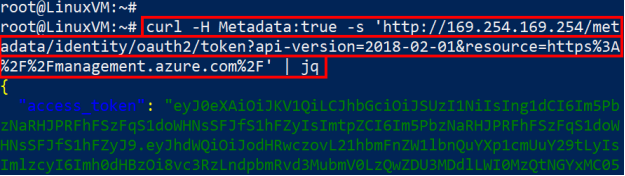 root@LinuxVM:~#
root@LinuxVM:~# curl -H Metadata:true -s 'http://169.254.169.254/met
adata/identity/oauth2/token?api-version=2018-02-01&resource=https%3A
%2F%2Fmanagement.azure.com%2F' | jq
{
"access_token": "eyJ0eXAiOiJKV1QiLCJhbGciOiJSUzI1NiIsIng1dCI6Im5Pb
zNaRHJPRFhFSzFqS1doWHNsSFJfS1hFZyIsImtpZCI6Im5PbzNaRHJPRFhFSzFqS1doW
HNsSFJfS1hFZyJ9.eyJhdWQiOiJodHRwczovL21hbmFnZW1lbnQuYXp1cmUuY29tLyIs
ImlzcyI6Imh0dHBzOi8vc3RzLndpbmRvd3MubmV0LzQwZDU3MDdlLWI0MzQtNGYxMC05